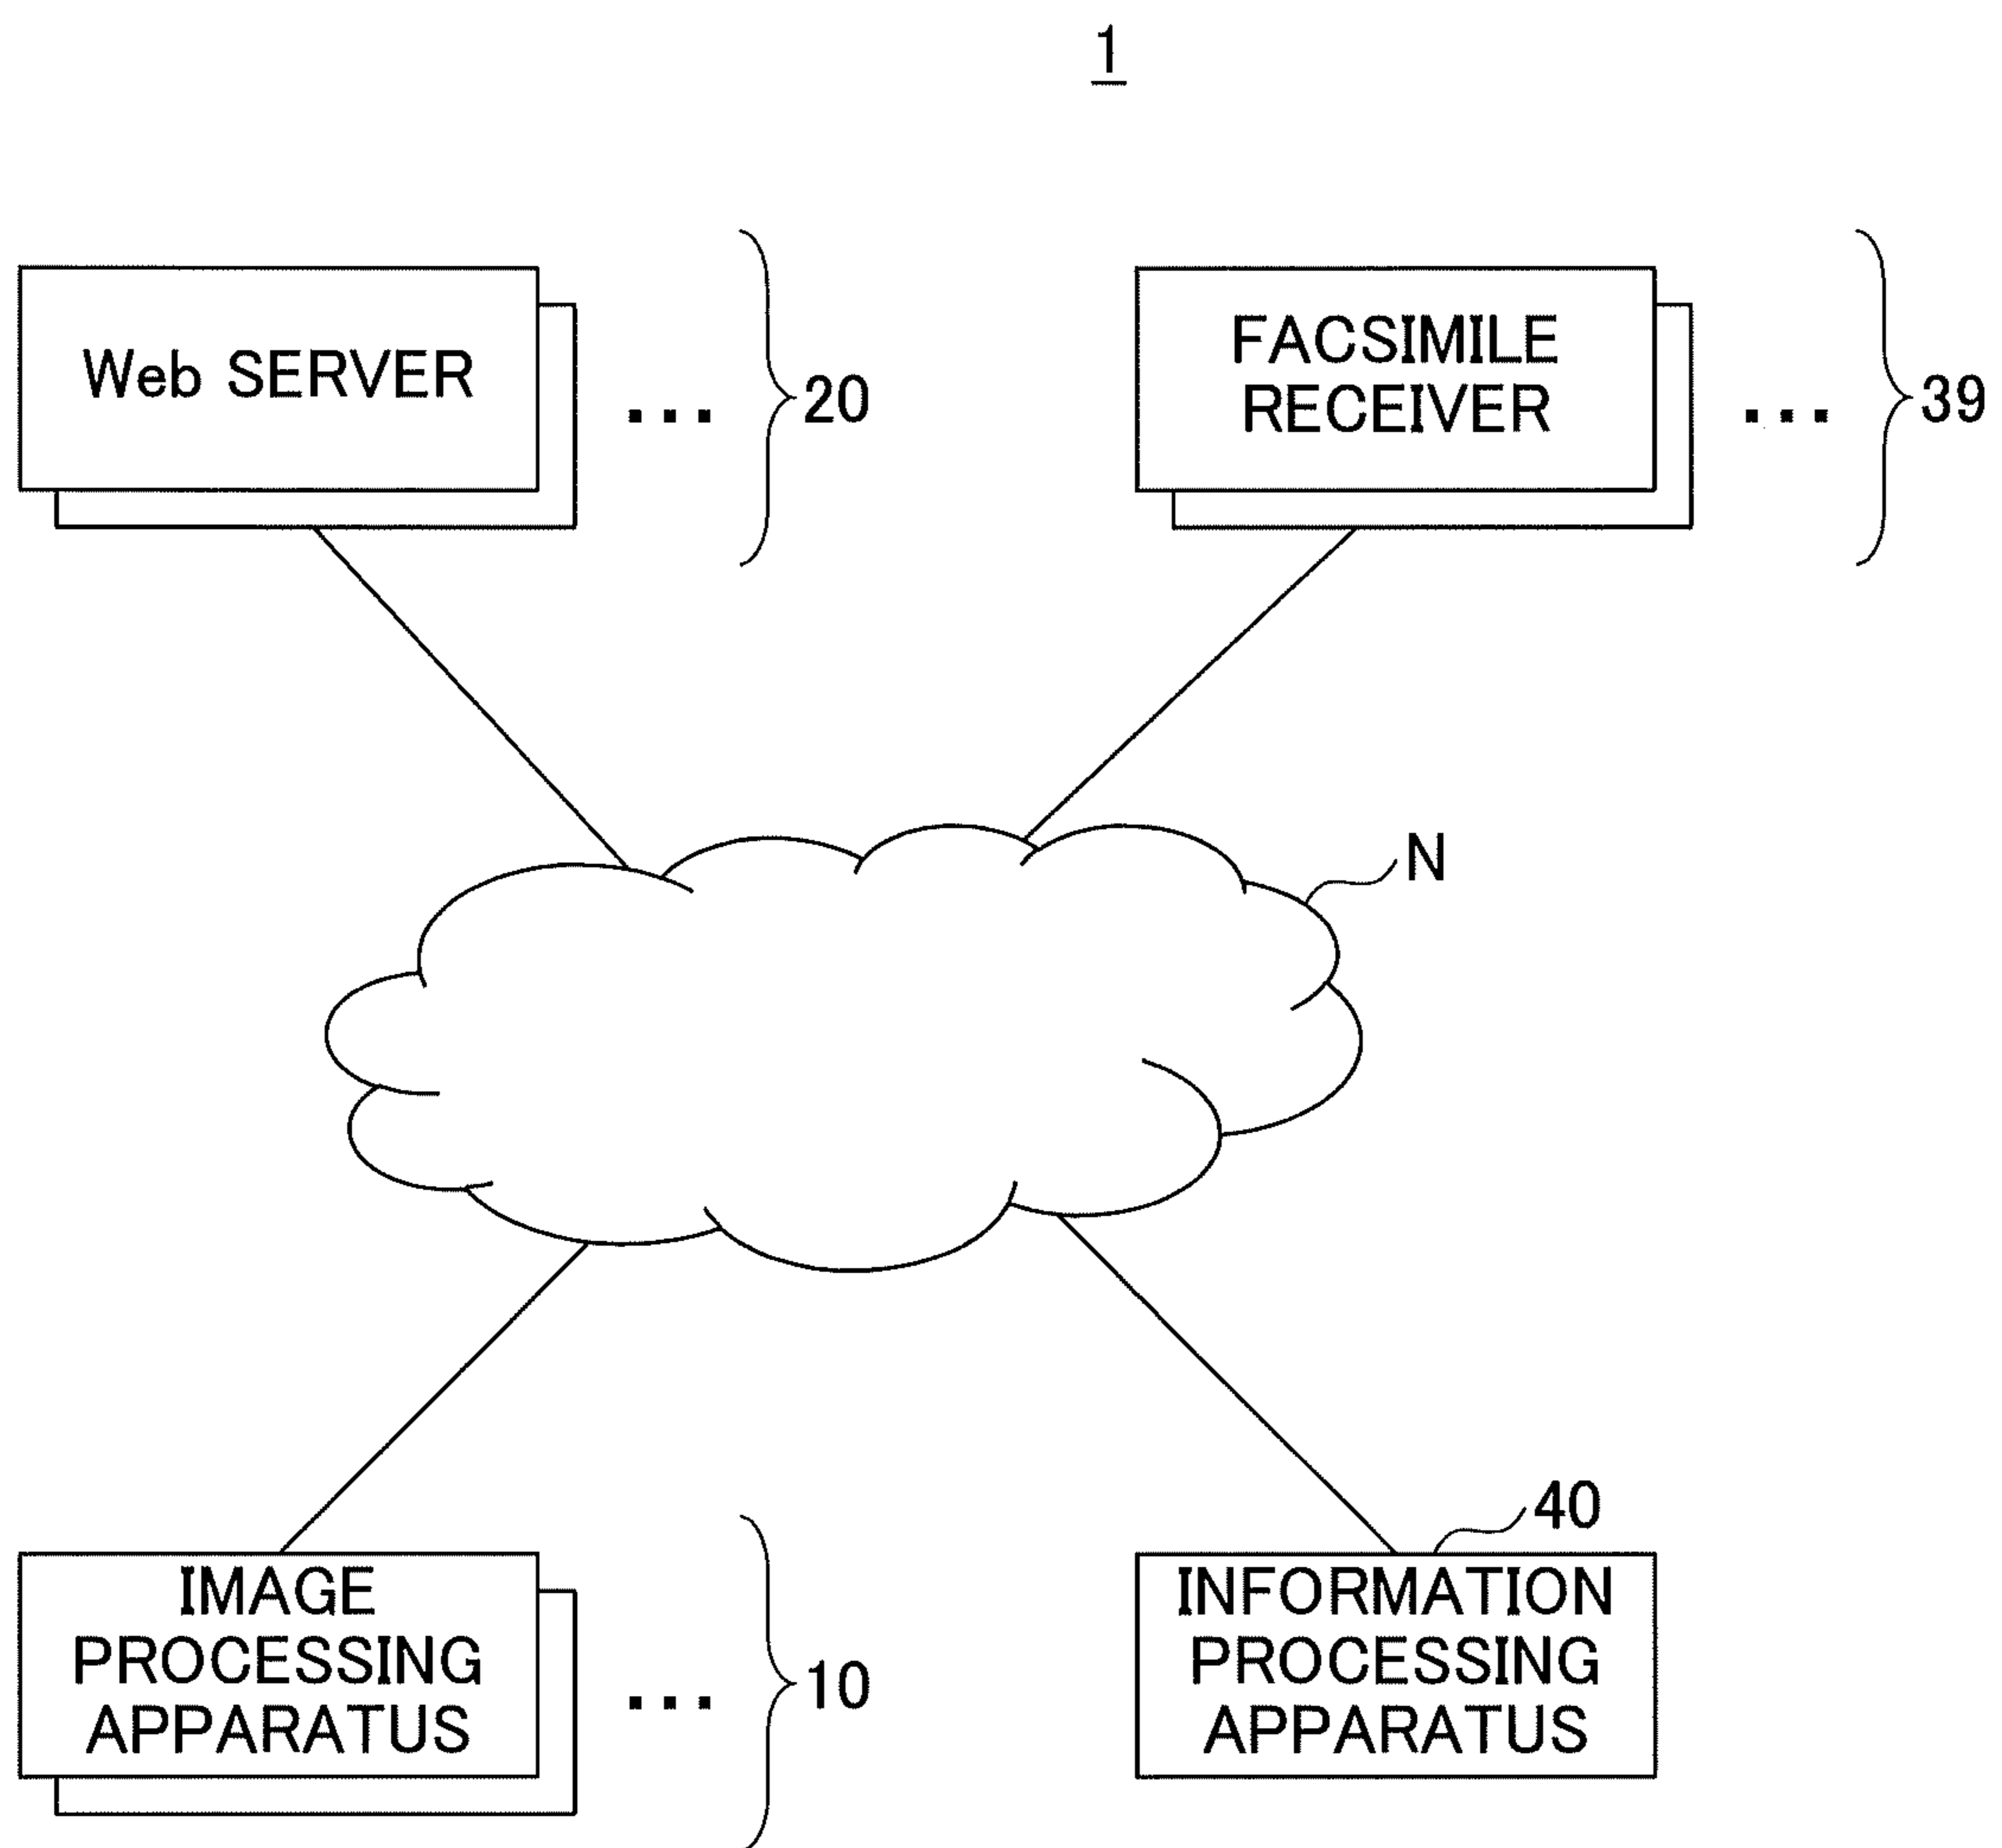 1
Web SERVER
... 20
FACSIMILE
RECEIVER
... 39
N
IMAGE
PROCESSING
APPARATUS
... 10
40
INFORMATION
PROCESSING
APPARATUS